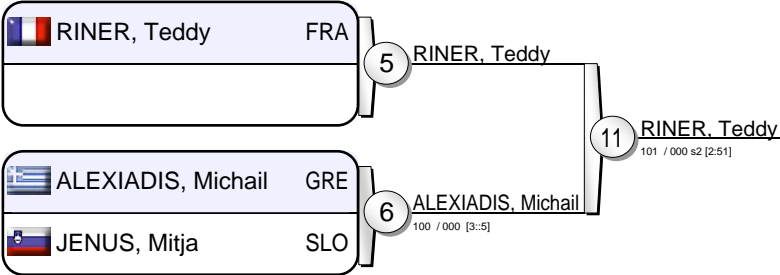 RINER, Teddy FRA
5
RINER, Teddy
11
RINER, Teddy
101 / 000 s2 [2:51]
ALEXIADIS, Michail GRE
6
ALEXIADIS, Michail
100 / 000 [3::5]
JENUS, Mitja SLO